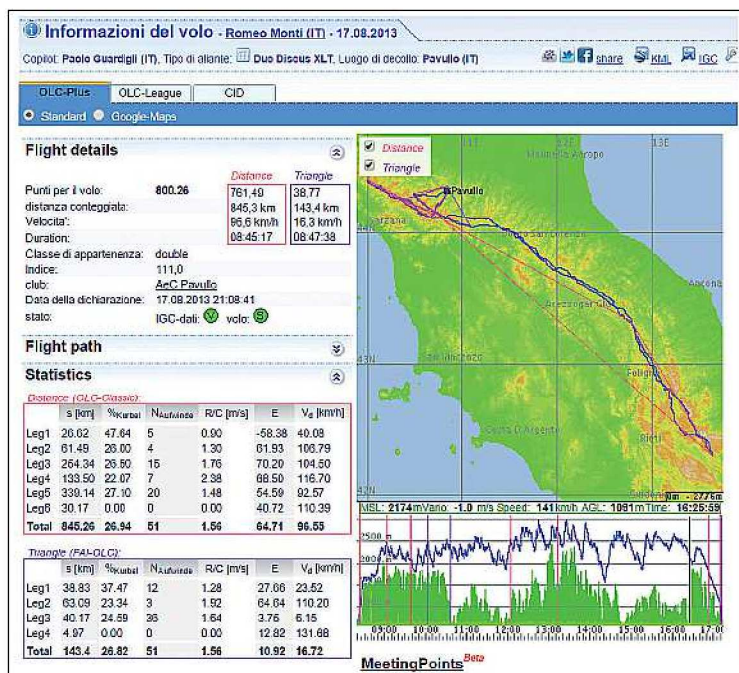 Informazioni del volo - Romeo Monti (IT) - 17.08.2013
Copilot: Paolo Guardigli (IT), Tipo di aliante: Duo Discus XLT, Luogo di decollo: Pavullo (IT)
share KML IGC
OLC-Plus OLC-League CID
Standard Google-Maps
Flight details
Distance Triangle
Punti per il volo: 800.26 761,49 38,77
distanza conteggiata: 845,3 km 143,4 km
Velocita': 96,6 km/h 16,3 km/h
Duration: 08:45:17 08:47:38
Classe di appartenenza: double
Indice: 111,0
club: AeC Pavullo
Data della dichiarazione: 17.08.2013 21:08:41
stato: IGC-dati: V volo: S
Flight path
Statistics
Distance (OLC-Classic):
s [km] %Kurbel NAufwinde R/C [m/s] E Vd [km/h]
Leg1 26.62 47.64 5 0.90 -58.38 40.08
Leg2 61.49 26.00 4 1.30 61.93 106.79
Leg3 254.34 26.50 15 1.76 70.20 104.50
Leg4 133.50 22.07 7 2.38 68.50 116.70
Leg5 339.14 27.10 20 1.48 54.59 92.57
Leg6 30.17 0.00 0 0.00 40.72 110.39
Total 845.26 26.94 51 1.56 64.71 96.55
Triangle (FAI-OLC):
s [km] %Kurbel NAufwinde R/C [m/s] E Vd [km/h]
Leg1 38.83 37.47 12 1.28 27.66 23.52
Leg2 63.09 23.34 3 1.92 64.64 110.20
Leg3 40.17 24.59 36 1.64 3.76 6.15
Leg4 4.97 0.00 0 0.00 12.82 131.68
Total 143.4 26.82 51 1.56 10.92 16.72
Distance
Triangle
11E 12E 13E
Pavullo
Sarzana
Ancona
43N
Foligno
Rieti
42N
0m - 2776m
MSL: 2174m Vario: -1.0 m/s Speed: 141km/h AGL: 1091m Time: 16:25:59
2500 m
2000 m
09:00 10:00 11:00 12:00 13:00 14:00 15:00 16:00 17:00
MeetingPoints Beta